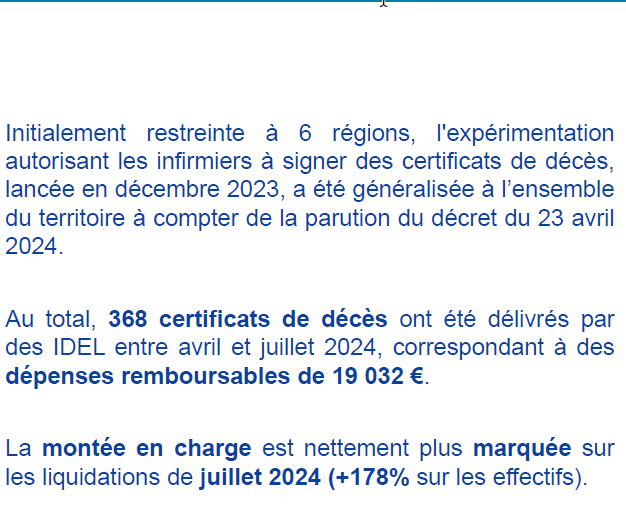 Initialement restreinte à 6 régions, l'expérimentation
autorisant les infirmiers à signer des certificats de décès,
lancée en décembre 2023, a été généralisée à l’ensemble
du territoire à compter de la parution du décret du 23 avril
2024.
Au total, 368 certificats de décès ont été délivrés par
des IDEL entre avril et juillet 2024, correspondant à des
dépenses remboursables de 19 032 €.
La montée en charge est nettement plus marquée sur
les liquidations de juillet 2024 (+178% sur les effectifs).